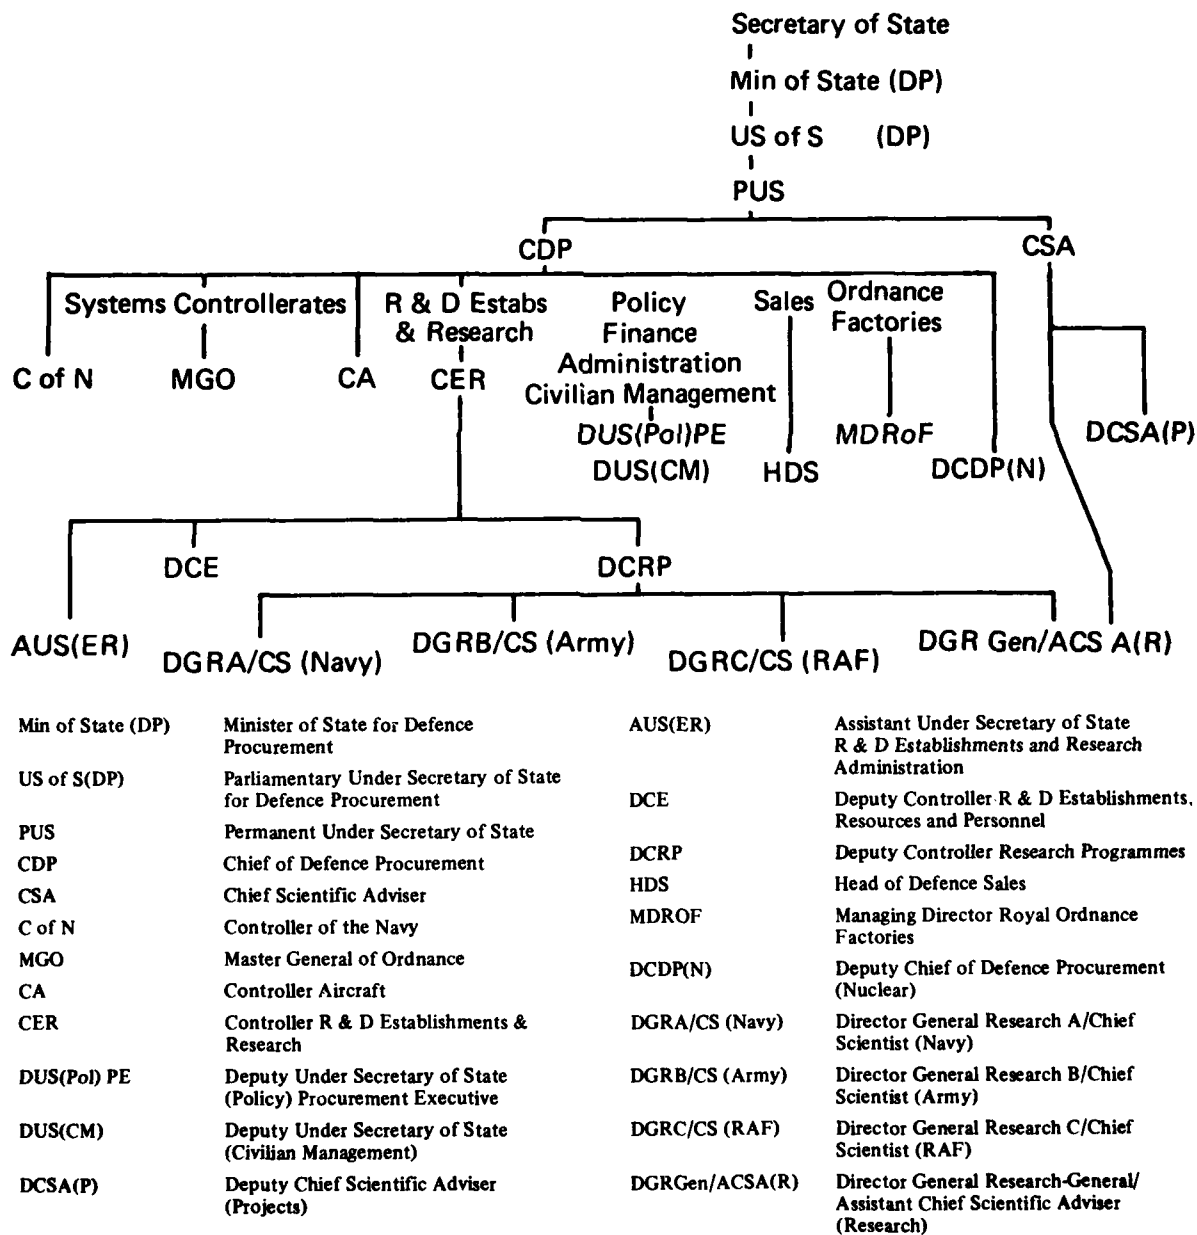 Secretary of State
Min of State (DP)
US of S (DP)
PUS
CDP
CSA
Systems Controllerates
R & D Estabs
& Research
Policy
Finance
Administration
Civilian Management
Sales
Ordnance
Factories
C of N
MGO
CA
CER
DUS(Pol)PE
DUS(CM)
HDS
MDRoF
DCDP(N)
DCSA(P)
DCE
DCRP
AUS(ER)
DGRA/CS (Navy)
DGRB/CS (Army)
DGRC/CS (RAF)
DGR Gen/ACS A(R)
Min of State (DP) Minister of State for Defence
Procurement
US of S(DP) Parliamentary Under Secretary of State
for Defence Procurement
PUS Permanent Under Secretary of State
CDP Chief of Defence Procurement
CSA Chief Scientific Adviser
C of N Controller of the Navy
MGO Master General of Ordnance
CA Controller Aircraft
CER Controller R & D Establishments &
Research
DUS(Pol) PE Deputy Under Secretary of State
(Policy) Procurement Executive
DUS(CM) Deputy Under Secretary of State
(Civilian Management)
DCSA(P) Deputy Chief Scientific Adviser
(Projects)
AUS(ER) Assistant Under Secretary of State
R & D Establishments and Research
Administration
DCE Deputy Controller R & D Establishments,
Resources and Personnel
DCRP Deputy Controller Research Programmes
HDS Head of Defence Sales
MDROF Managing Director Royal Ordnance
Factories
DCDP(N) Deputy Chief of Defence Procurement
(Nuclear)
DGRA/CS (Navy) Director General Research A/Chief
Scientist (Navy)
DGRB/CS (Army) Director General Research B/Chief
Scientist (Army)
DGRC/CS (RAF) Director General Research C/Chief
Scientist (RAF)
DGRGen/ACSA(R) Director General Research-General/
Assistant Chief Scientific Adviser
(Research)